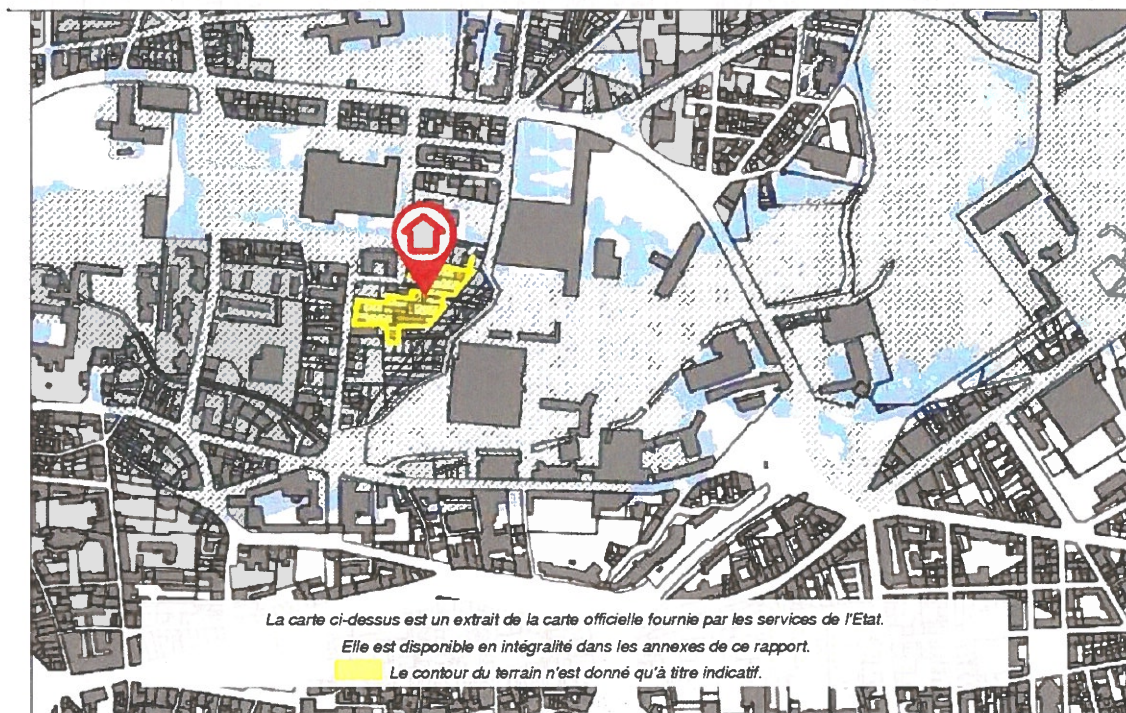 La carte ci-dessus est un extrait de la carte officielle fournie par les services de l'Etat.
Elle est disponible en intégralité dans les annexes de ce rapport.
Le contour du terrain n'est donné qu'à titre indicatif.